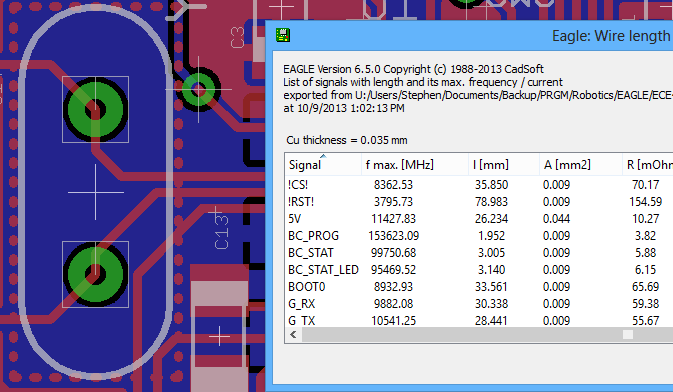 Eagle: Wire length
EAGLE Version 6.5.0 Copyright (c) 1988-2013 CadSoft
List of signals with length and its max. frequency / current
exported from U:/Users/Stephen/Documents/Backup/PRGM/Robotics/EAGLE/ECE-
at 10/9/2013 1:02:13 PM
Cu thickness = 0.035 mm
Signal f max. [MHz] l [mm] A [mm2] R [mOhm
!CS! 8362.53 35.850 0.009 70.17
!RST! 3795.73 78.983 0.009 154.59
5V 11427.83 26.234 0.044 10.27
BC_PROG 153623.09 1.952 0.009 3.82
BC_STAT 99750.68 3.005 0.009 5.88
BC_STAT_LED 95469.52 3.140 0.009 6.15
BOOT0 8932.93 33.561 0.009 65.69
G_RX 9882.08 30.338 0.009 59.38
G_TX 10541.25 28.441 0.009 55.67
C3
C13